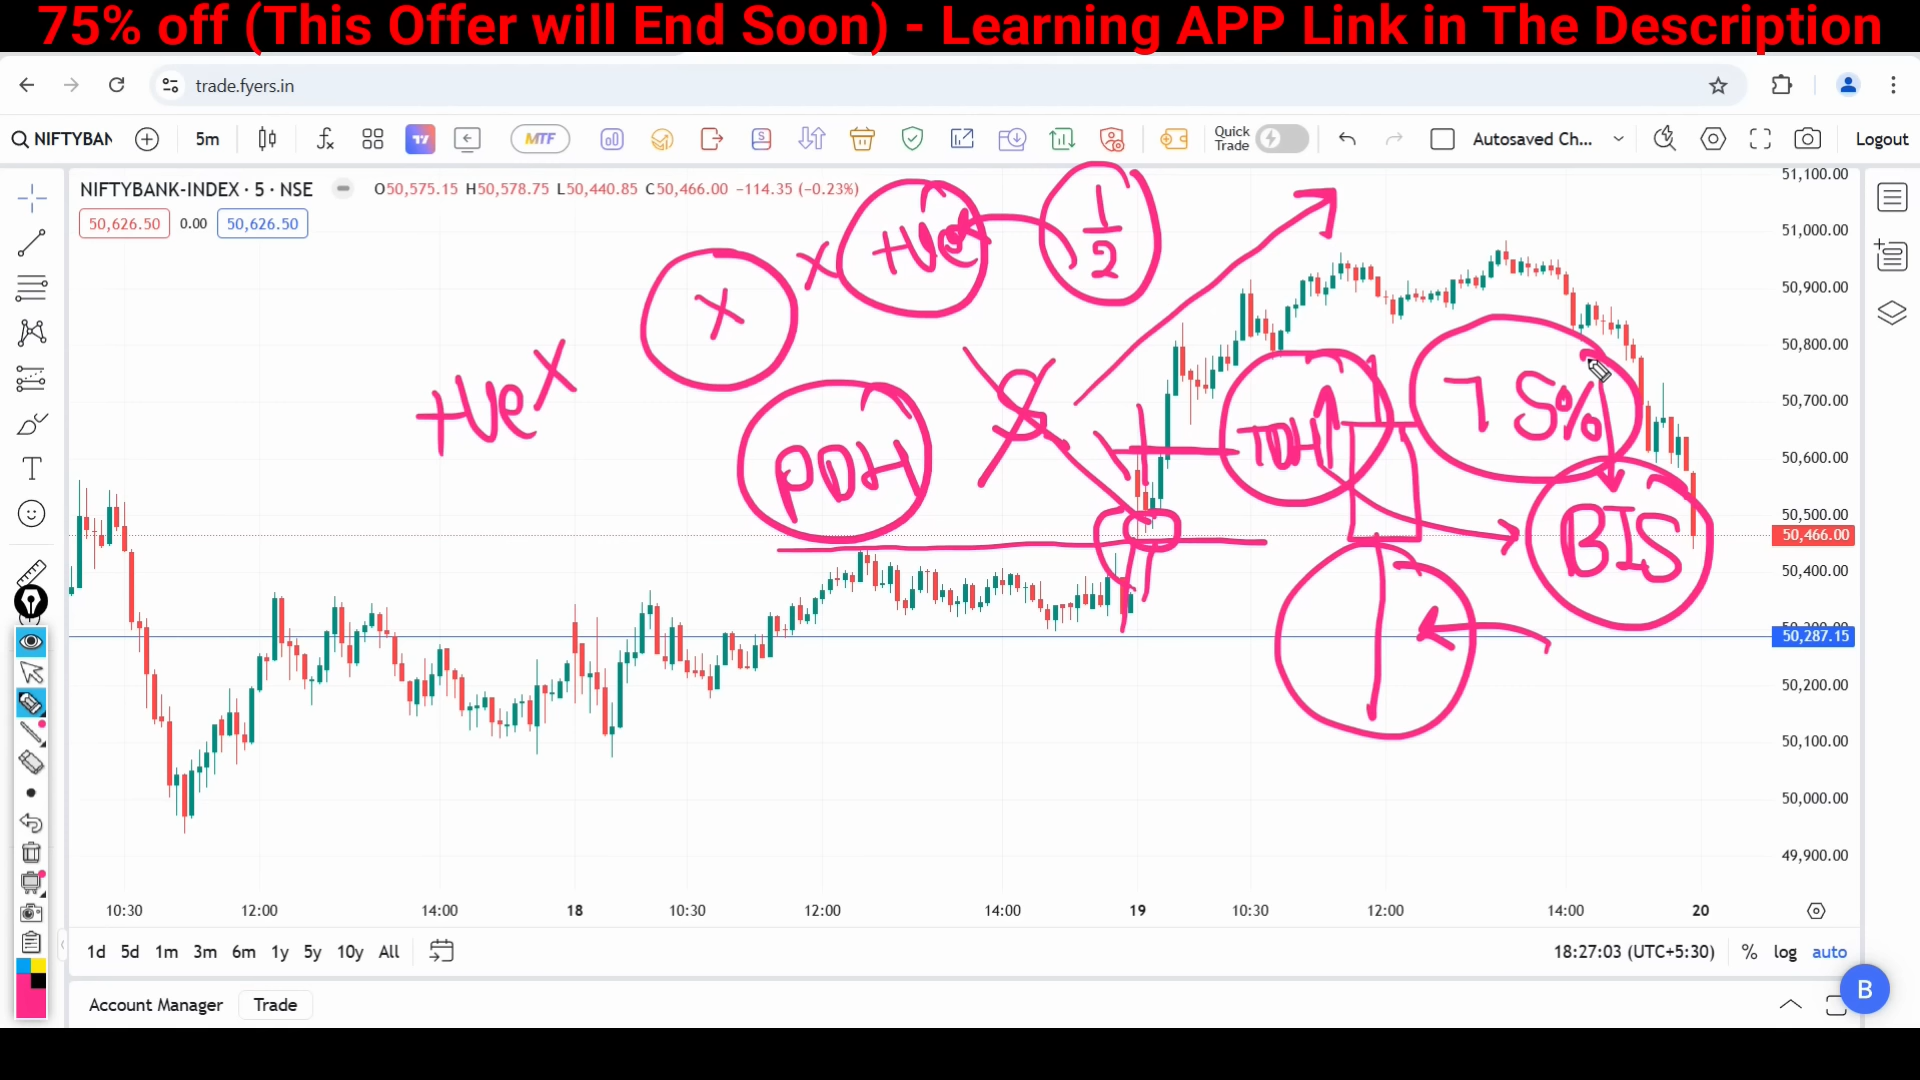 75% off (This Offer will End Soon) - Learning APP Link in The Description
trade.fyers.in
NIFTYBAN 5m MTF Quick Trade Autosaved Ch... Logout
NIFTYBANK-INDEX · 5 · NSE O50,575.15 H50,578.75 L50,440.85 C50,466.00 −114.35 (−0.23%)
50,626.50 0.00 50,626.50
51,100.00
51,000.00
50,900.00
50,800.00
50,700.00
50,600.00
50,500.00
50,466.00
50,400.00
50,287.15
50,200.00
50,100.00
50,000.00
49,900.00
X
X
+ve
1
2
+ve X
PDH
S
TDH
75%
BIS
10:30 12:00 14:00 18 10:30 12:00 14:00 19 10:30 12:00 14:00 20
1d 5d 1m 3m 6m 1y 5y 10y All 18:27:03 (UTC+5:30) % log auto
Account Manager Trade
B